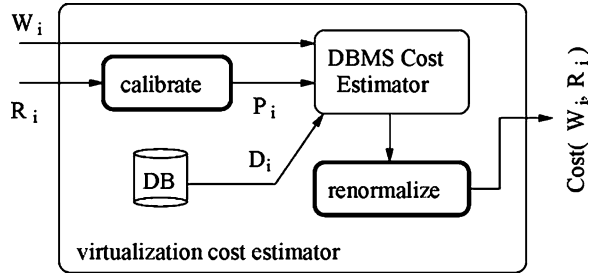 W i
DBMS Cost
Estimator
calibrate
R i
P i
D i
DB
renormalize
Cost( W i, R i )
virtualization cost estimator